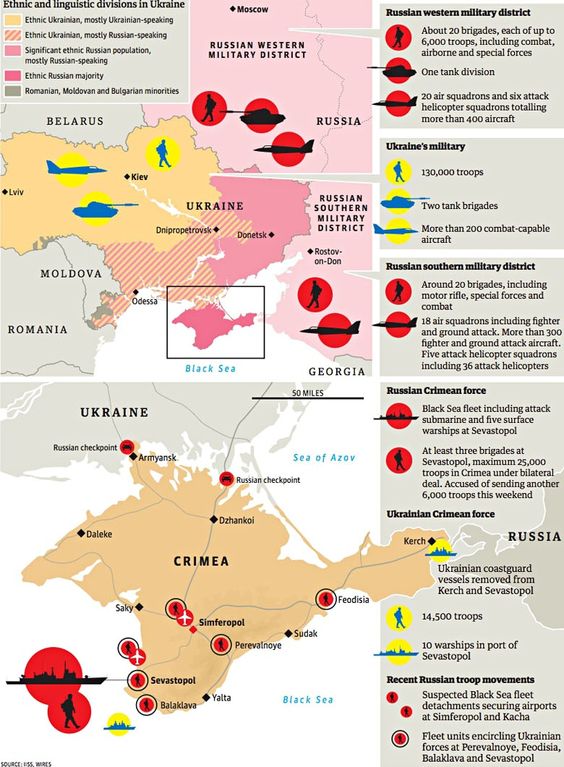 Ethnic and linguistic divisions in Ukraine
Ethnic Ukrainian, mostly Ukrainian-speaking
Ethnic Ukrainian, mostly Russian-speaking
Significant ethnic Russian population,
mostly Russian-speaking
Ethnic Russian majority
Romanian, Moldovan and Bulgarian minorities
Moscow
RUSSIAN WESTERN
MILITARY DISTRICT
BELARUS
RUSSIA
Kiev
Lviv
UKRAINE
Dnipropetrovsk
Donetsk
RUSSIAN
SOUTHERN
MILITARY
DISTRICT
Rostov-
on-Don
MOLDOVA
Odessa
ROMANIA
Black Sea
GEORGIA
Russian western military district
About 20 brigades, each of up to
6,000 troops, including combat,
airborne and special forces
One tank division
20 air squadrons and six attack
helicopter squadrons totalling
more than 400 aircraft
Ukraine's military
130,000 troops
Two tank brigades
More than 200 combat-capable
aircraft
Russian southern military district
Around 20 brigades, including
motor rifle, special forces and
combat
18 air squadrons including fighter
and ground attack. More than 300
fighter and ground attack aircraft.
Five attack helicopter squadrons
including 36 attack helicopters
50 MILES
UKRAINE
Russian checkpoint
Armyansk
Sea of Azov
Russian checkpoint
Dzhankoi
Daleke
CRIMEA
Kerch
RUSSIA
Saky
Simferopol
Feodisia
Perevalnoye
Sudak
Sevastopol
Yalta
Balaklava
Black Sea
Russian Crimean force
Black Sea fleet including attack
submarine and five surface
warships at Sevastopol
At least three brigades at
Sevastopol, maximum 25,000
troops in Crimea under bilateral
deal. Accused of sending another
6,000 troops this weekend
Ukrainian Crimean force
Ukrainian coastguard
vessels removed from
Kerch and Sevastopol
14,500 troops
10 warships in port of
Sevastopol
Recent Russian troop movements
Suspected Black Sea fleet
detachments securing airports
at Simferopol and Kacha
Fleet units encircling Ukrainian
forces at Perevalnoye, Feodisia,
Balaklava and Sevastopol
SOURCE: IISS, WIRES